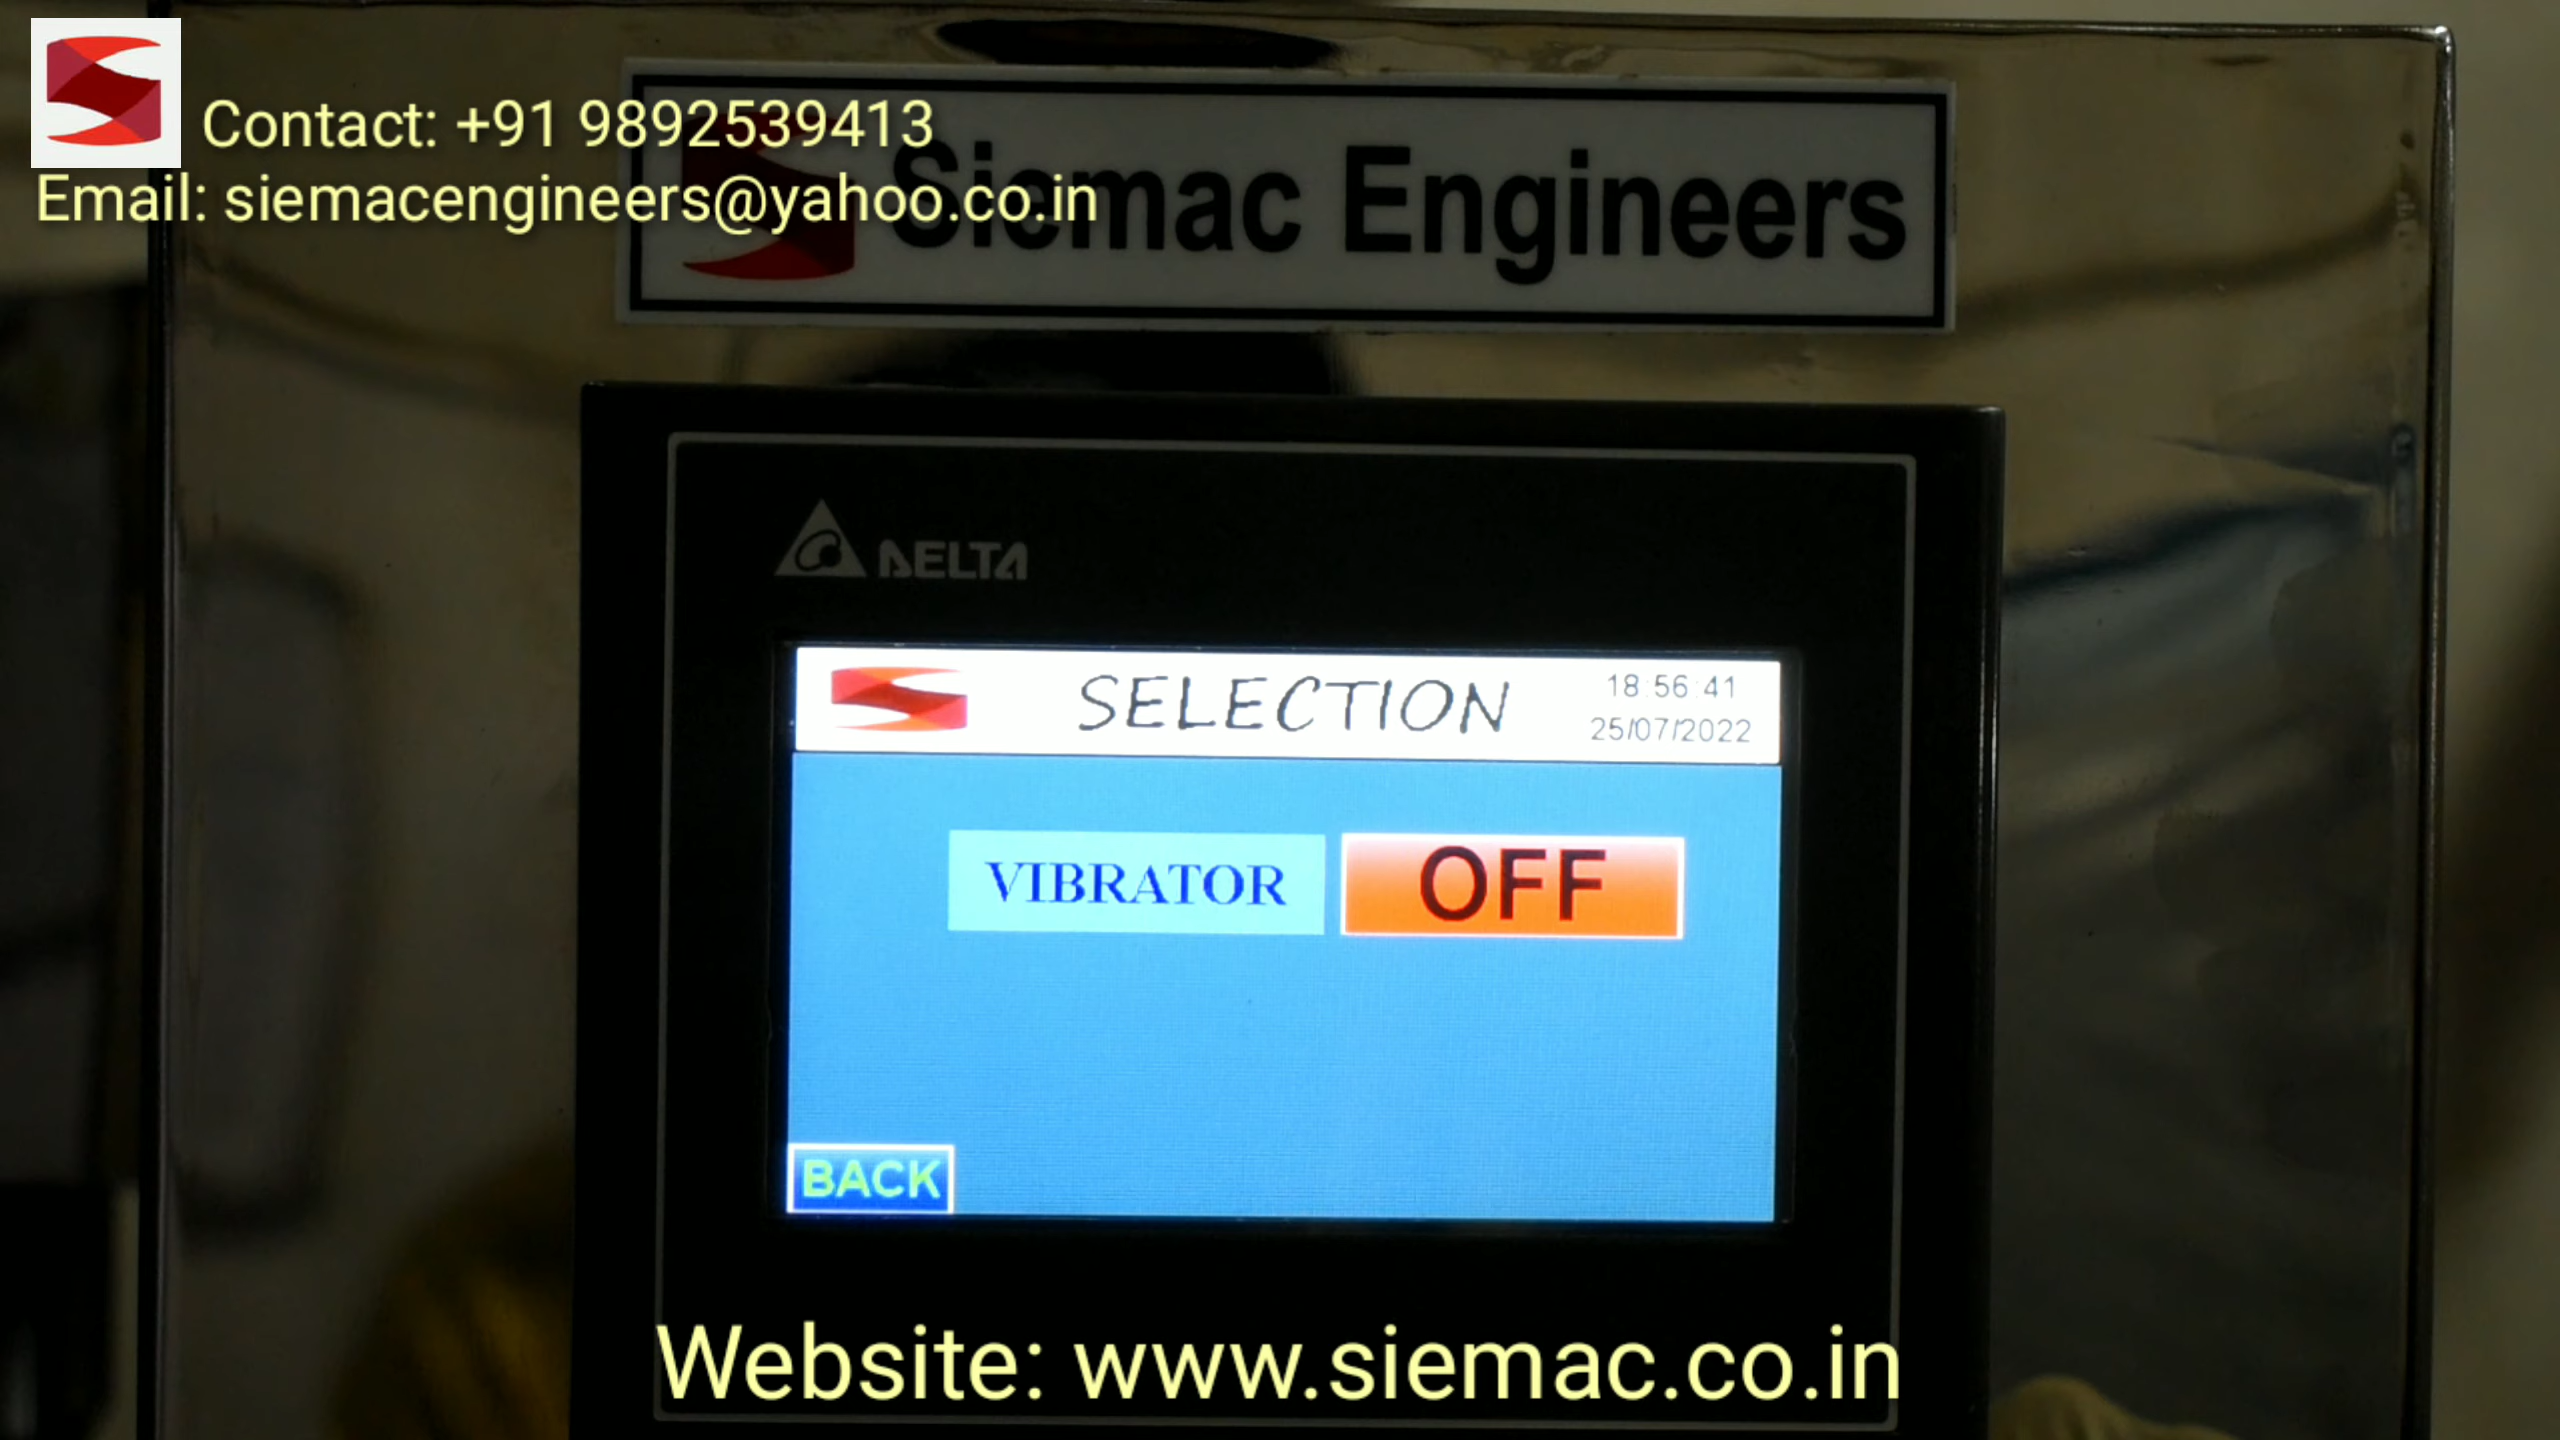 Contact: +91 9892539413
Email: siemacengineers@yahoo.co.in
Siemac Engineers
DELTA
SELECTION
18:56:41
25/07/2022
VIBRATOR
OFF
BACK
Website: www.siemac.co.in